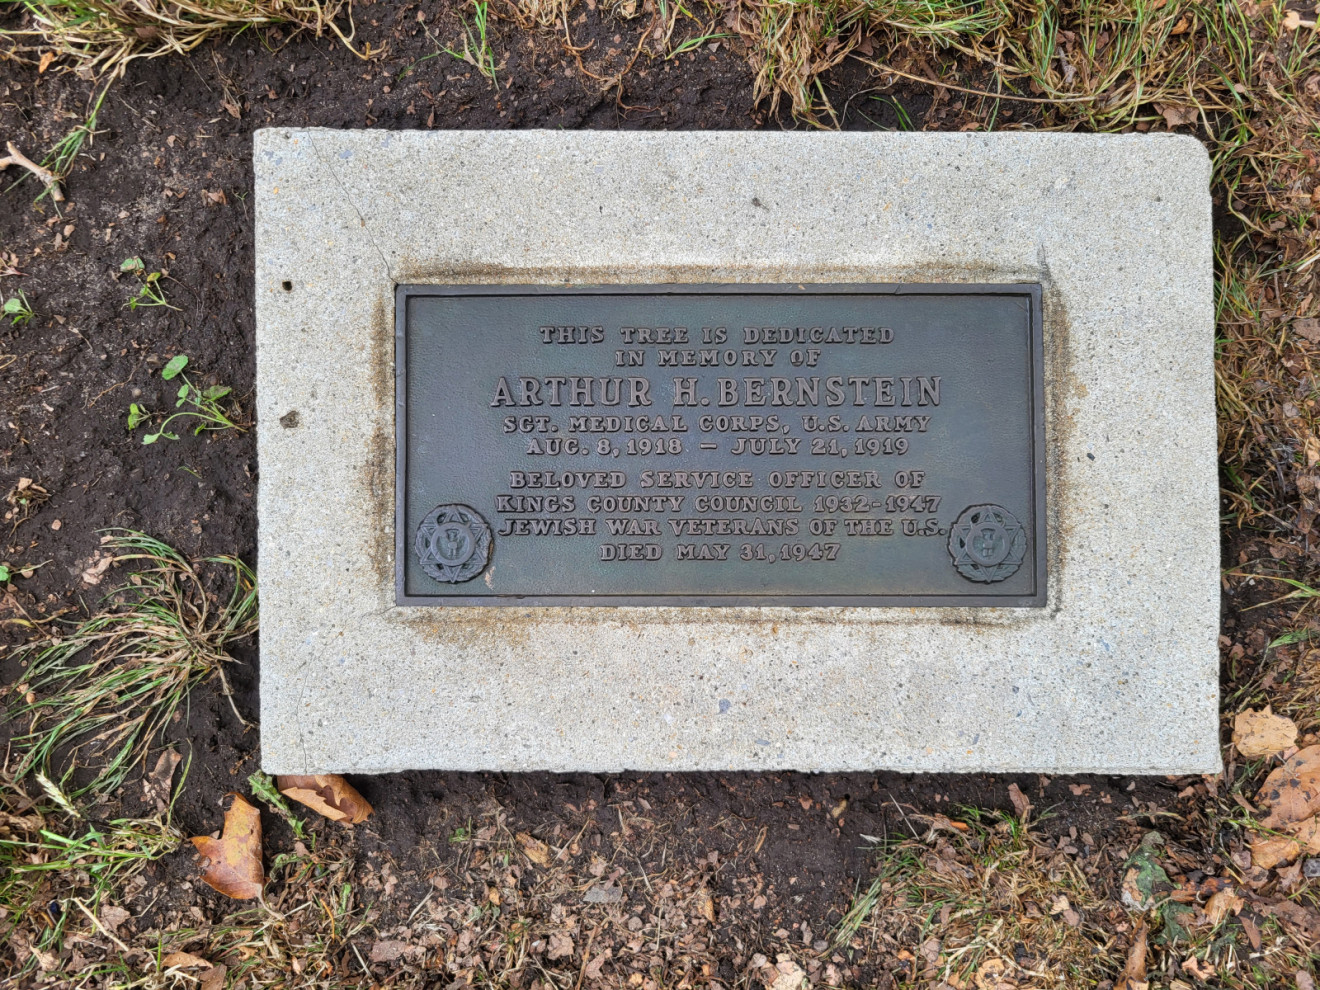 THIS TREE IS DEDICATED
IN MEMORY OF
ARTHUR H. BERNSTEIN
SGT. MEDICAL CORPS, U.S. ARMY
AUG. 8, 1918 – JULY 21, 1919
BELOVED SERVICE OFFICER OF
KINGS COUNTY COUNCIL 1932-1947
JEWISH WAR VETERANS OF THE U.S.
DIED MAY 31, 1947